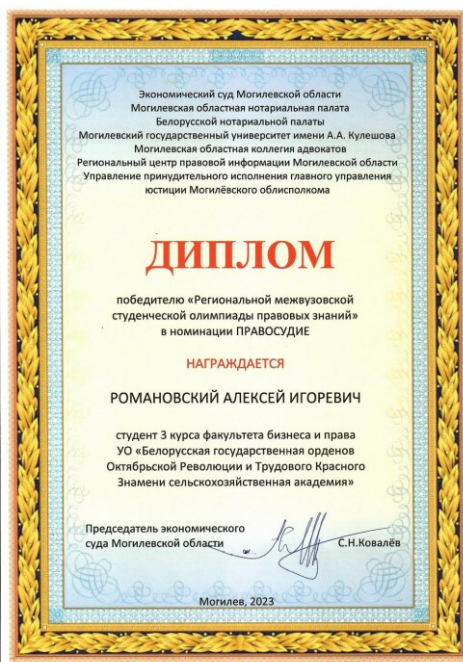 Экономический суд Могилевской области
Могилевская областная нотариальная палата
Белорусской нотариальной палаты
Могилевский государственный университет имени А.А. Кулешова
Могилевская областная коллегия адвокатов
Региональный центр правовой информации Могилевской области
Управление принудительного исполнения главного управления
юстиции Могилёвского облисполкома
ДИПЛОМ
победителю «Региональной межвузовской
студенческой олимпиады правовых знаний»
в номинации ПРАВОСУДИЕ
НАГРАЖДАЕТСЯ
РОМАНОВСКИЙ АЛЕКСЕЙ ИГОРЕВИЧ
студент 3 курса факультета бизнеса и права
УО «Белорусская государственная орденов
Октябрьской Революции и Трудового Красного
Знамени сельскохозяйственная академия»
Председатель экономического
суда Могилевской области С.Н.Ковалёв
Могилев, 2023